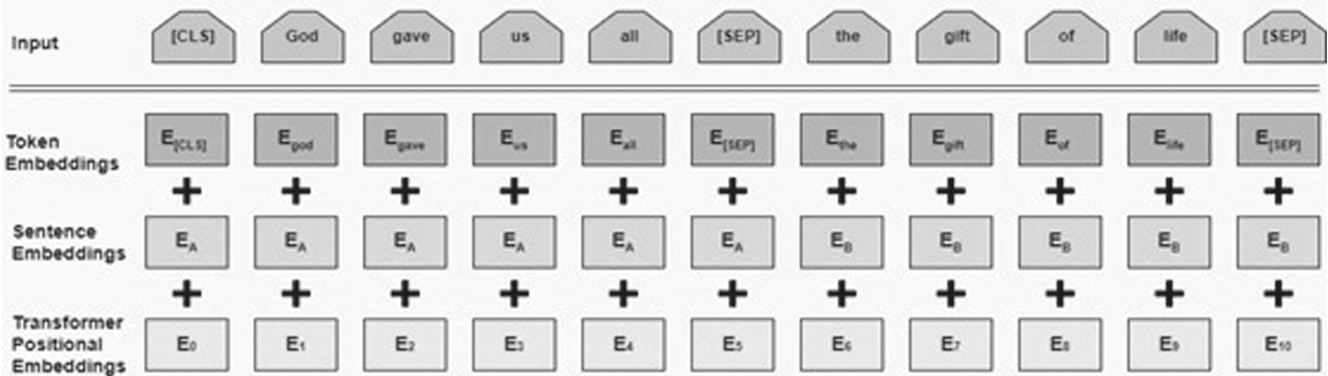 Input [CLS] God gave us all [SEP] the gift of life [SEP]
Token
Embeddings
E[CLS] Egod Egave Eus Eall E[SEP] Ethe Egift Eof Elife E[SEP]
+ + + + + + + + + + +
Sentence
Embeddings
EA EA EA EA EA EA EB EB EB EB EB
+ + + + + + + + + + +
Transformer
Positional
Embeddings
E0 E1 E2 E3 E4 E5 E6 E7 E8 E9 E10